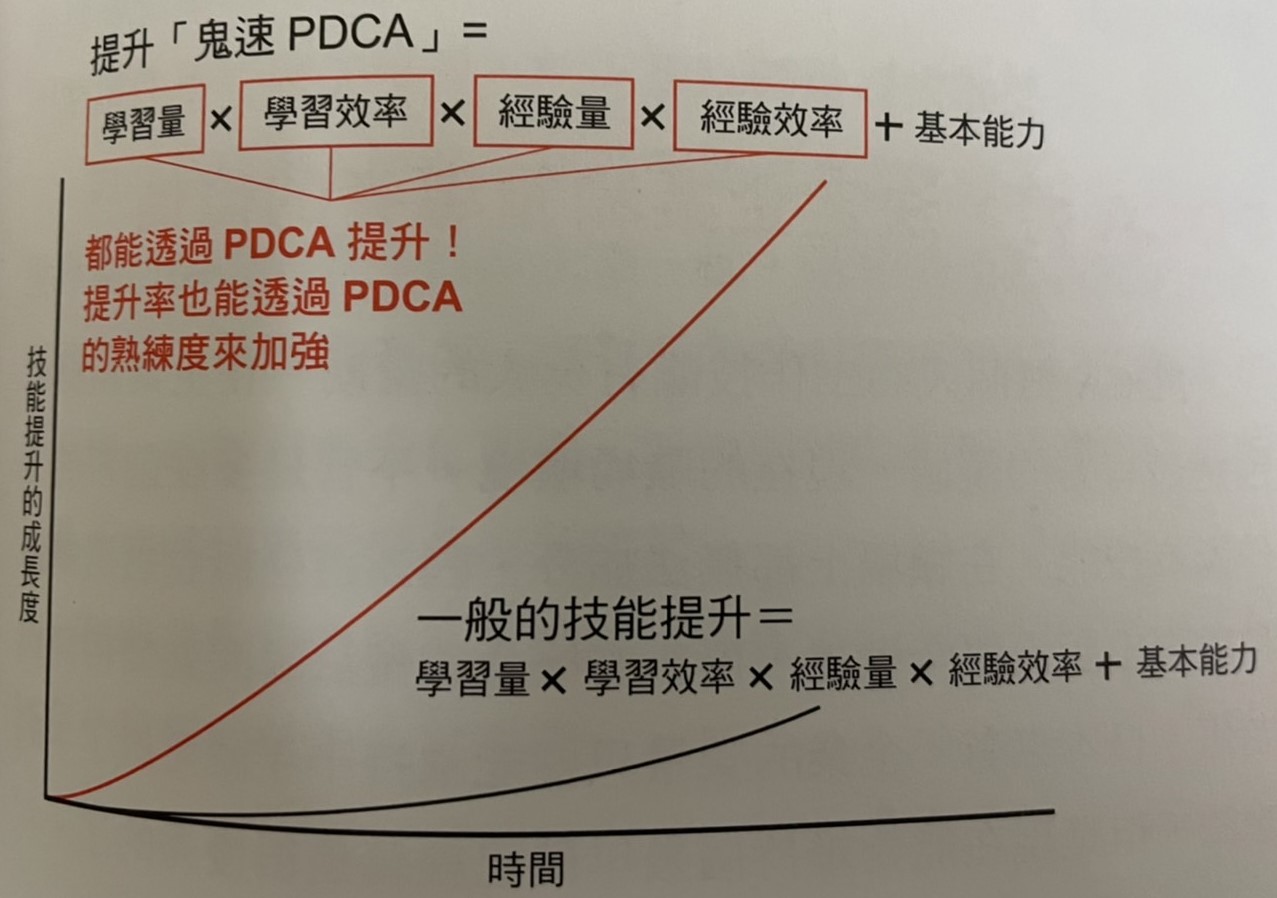 提升「鬼速 PDCA」=
學習量 × 學習效率 × 經驗量 × 經驗效率 + 基本能力
都能透過 PDCA 提升！
提升率也能透過 PDCA
的熟練度來加強
技能提升的成長度
一般的技能提升＝
學習量 × 學習效率 × 經驗量 × 經驗效率 + 基本能力
時間